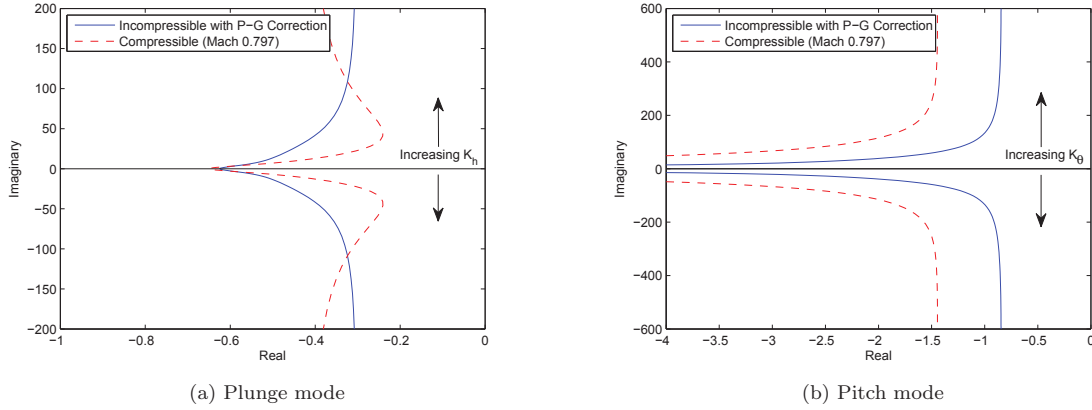 Incompressible with P−G Correction
Compressible (Mach 0.797)
200
150
100
50
0
−50
−100
−150
−200
Imaginary
Increasing K_h
−1
−0.8
−0.6
−0.4
−0.2
0
Real
(a) Plunge mode
Incompressible with P−G Correction
Compressible (Mach 0.797)
600
400
200
0
−200
−400
−600
Imaginary
Increasing K_θ
−4
−3.5
−3
−2.5
−2
−1.5
−1
−0.5
0
Real
(b) Pitch mode